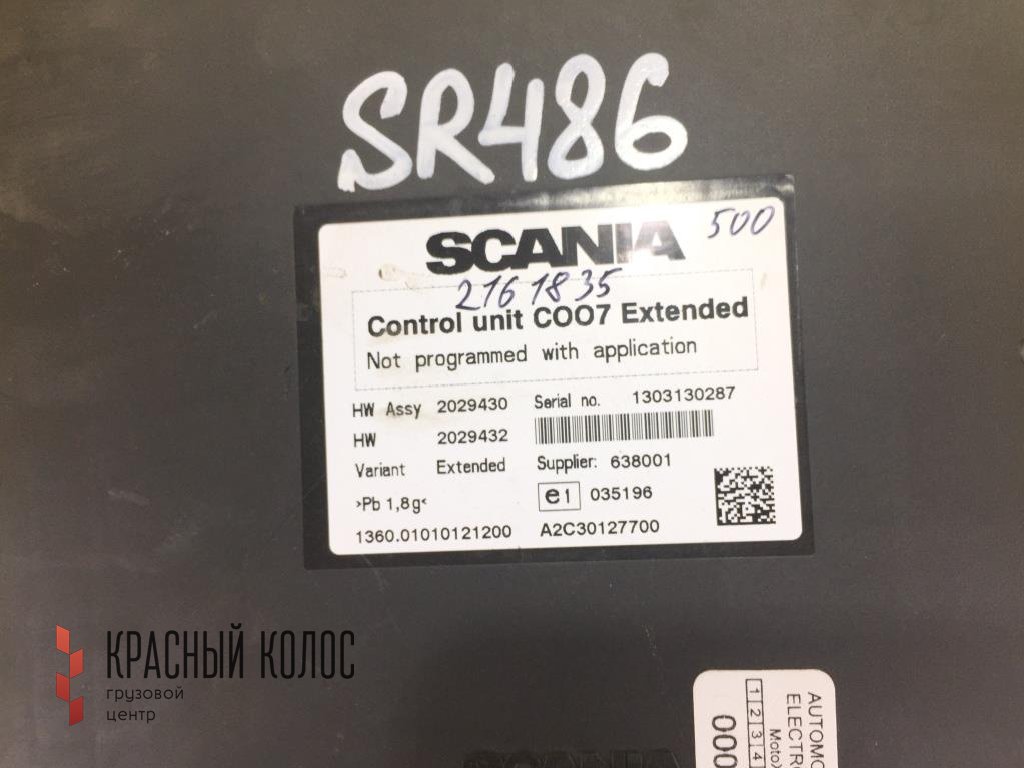 SR486
SCANIA 500
2161835
Control unit COO7 Extended
Not programmed with application
HW Assy 2029430 Serial no. 1303130287
HW 2029432
Variant Extended Supplier: 638001
>Pb 1,8g< e1 035196
1360.01010121200 A2C30127700
КРАСНЫЙ КОЛОС
грузовой
центр
1 2 3 4
000